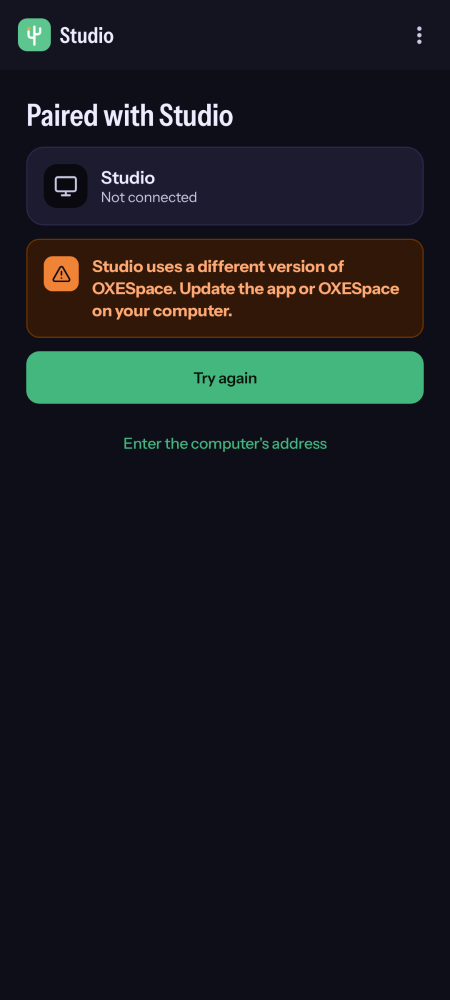 Studio
Paired with Studio
Studio
Not connected
Studio uses a different version of
OXESpace. Update the app or OXESpace
on your computer.
Try again
Enter the computer's address